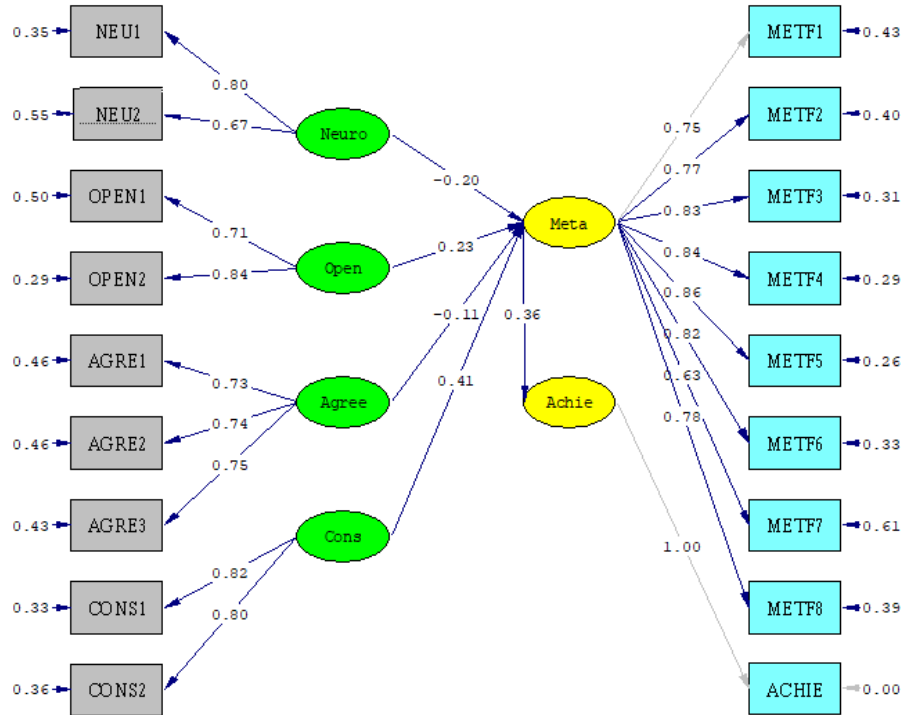 0.35 NEU1 METF1 0.43
0.80
0.55 NEU2 0.67 Neuro 0.75 METF2 0.40
0.77
-0.20
0.50 OPEN1 METF3 0.31
0.83
0.71 Meta
0.23 0.84
0.29 OPEN2 0.84 Open METF4 0.29
0.86
-0.11 0.36 0.82
0.46 AGRE1 METF5 0.26
0.73 0.41 0.63
0.74 Agree Achie 0.78
0.46 AGRE2 METF6 0.33
0.75
0.43 AGRE3 Cons METF7 0.61
1.00
0.82
0.33 CONS1 0.80 METF8 0.39
0.36 CONS2 ACHIE 0.00